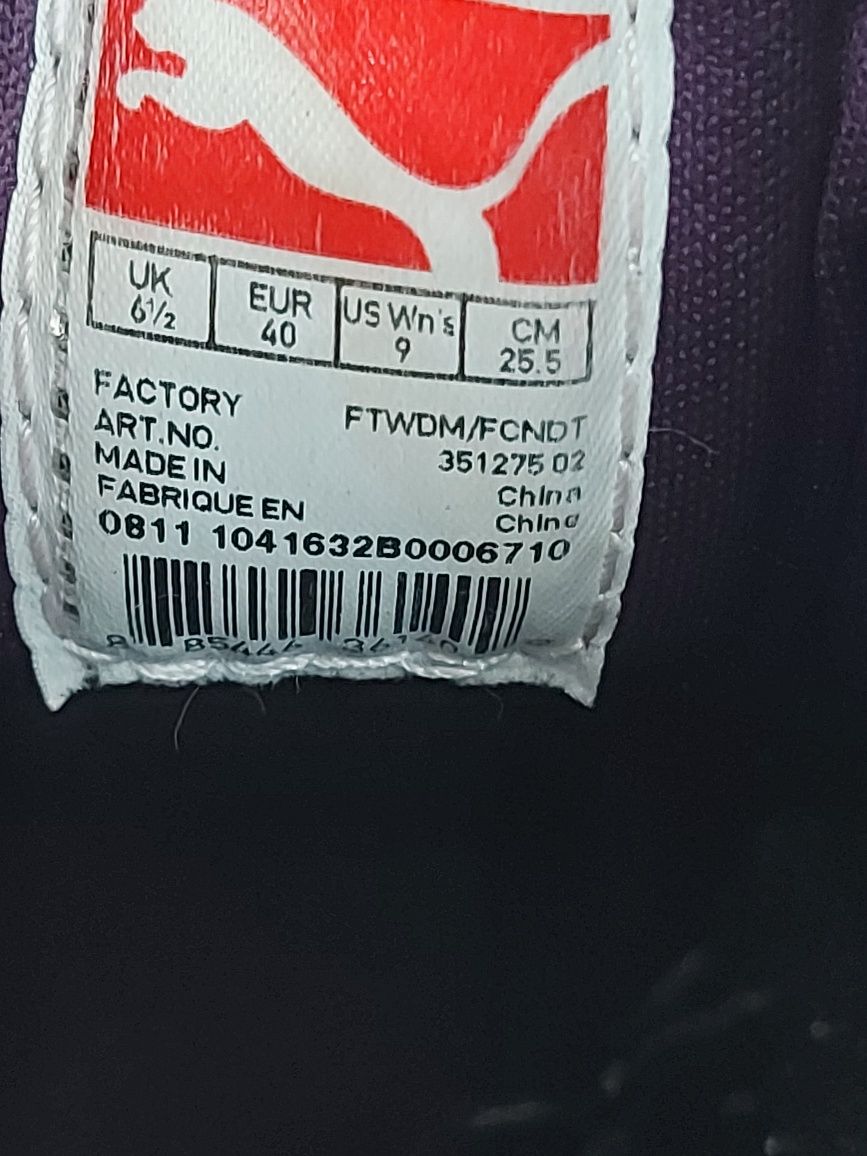 UK EUR US Wn's CM
6½ 40 9 25.5
FACTORY FTWDM/FCNDT
ART.NO. 351275 02
MADE IN China
FABRIQUE EN China
0811 1041632B0006710